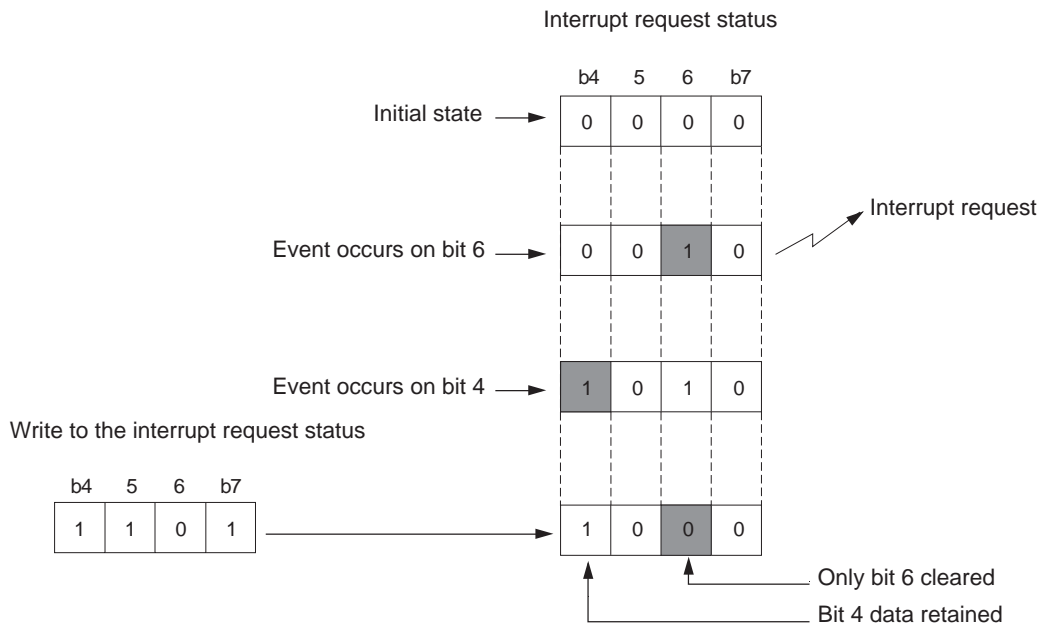 Interrupt request status
b4 5 6 b7
Initial state 0 0 0 0
Interrupt request
Event occurs on bit 6 0 0 1 0
Event occurs on bit 4 1 0 1 0
Write to the interrupt request status
b4 5 6 b7
1 1 0 1 1 0 0 0
Only bit 6 cleared
Bit 4 data retained